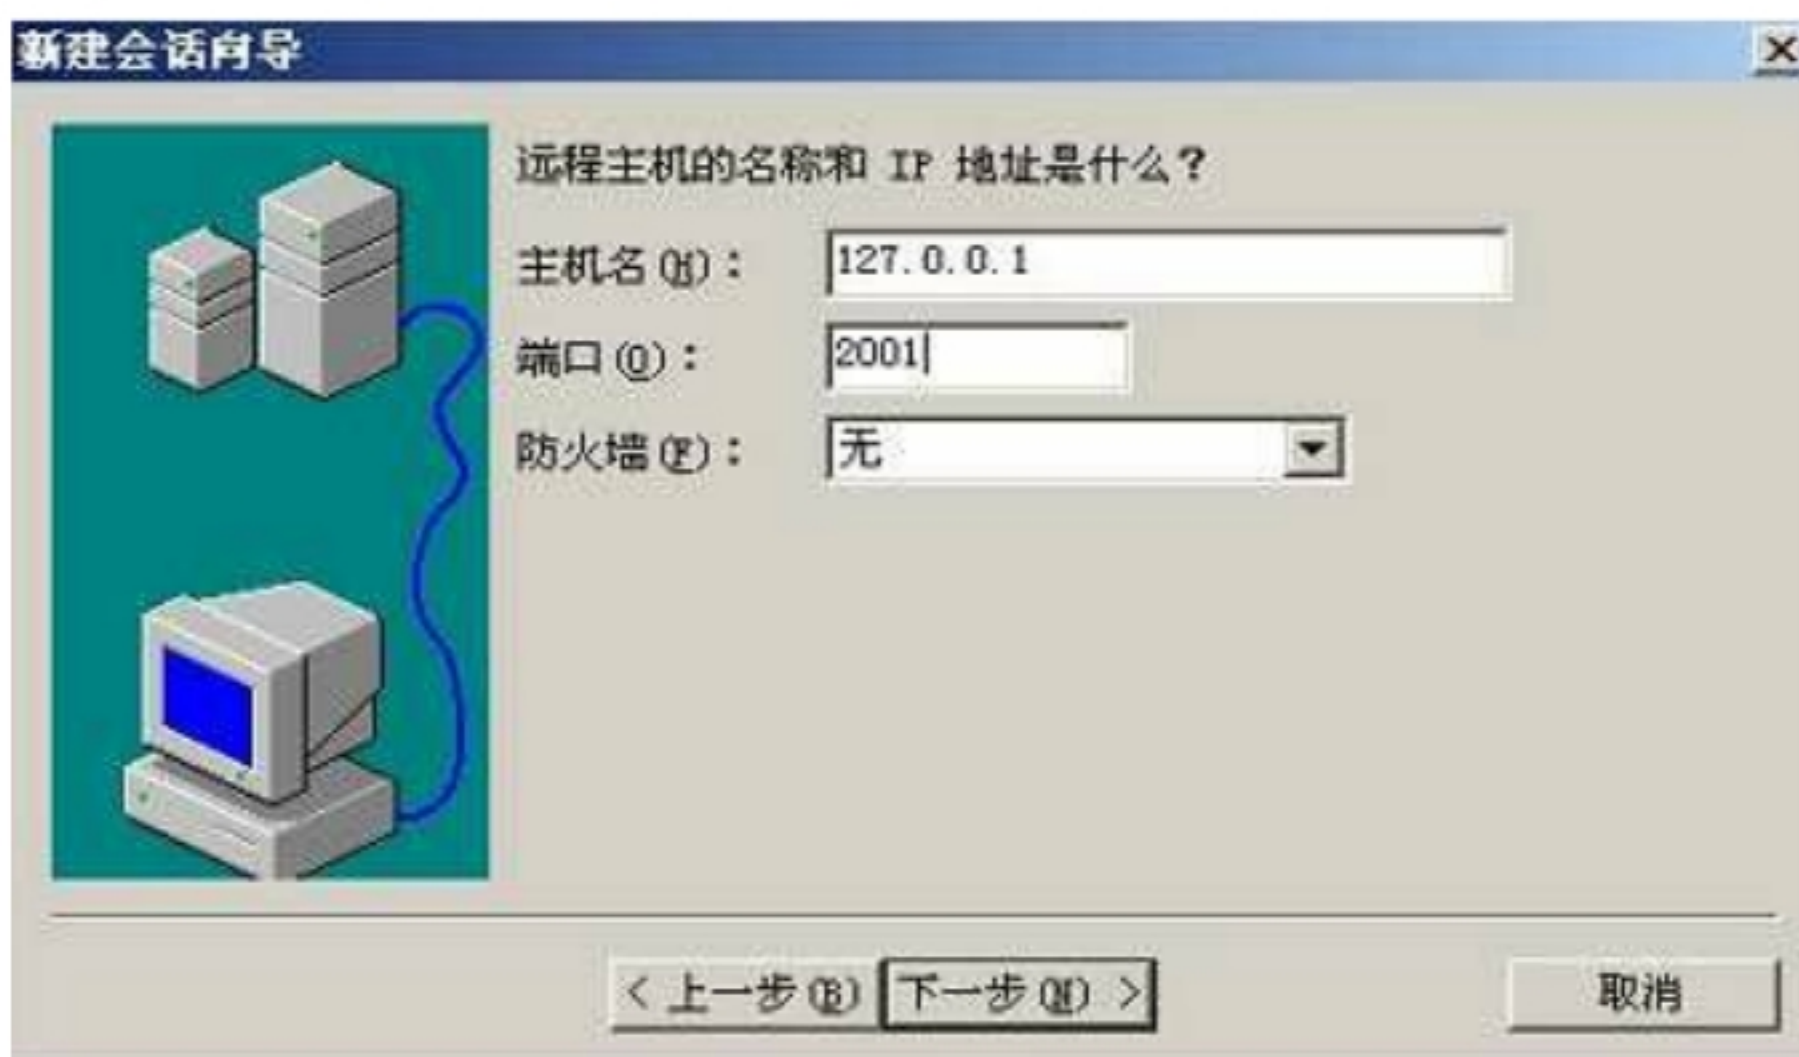 新建会话向导
远程主机的名称和 IP 地址是什么?
主机名(H): 127.0.0.1
端口(O): 2001
防火墙(F): 无
<上一步(B) 下一步(N) > 取消